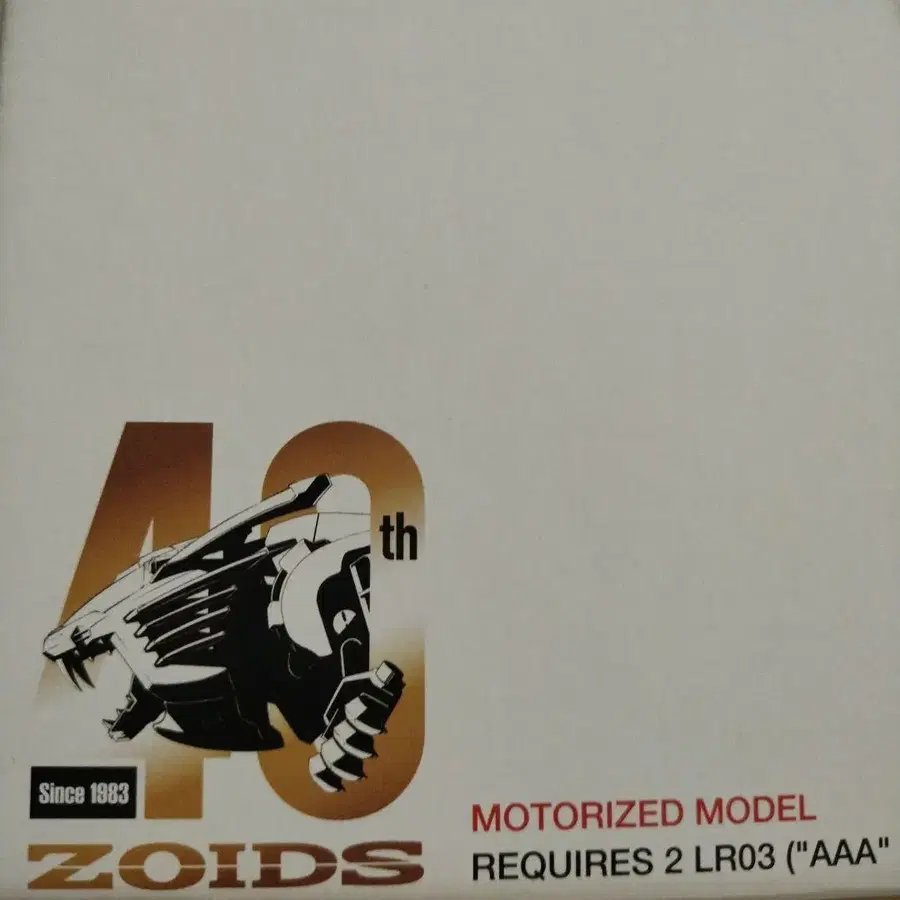 40th
Since 1983
ZOIDS
MOTORIZED MODEL
REQUIRES 2 LR03 ("AAA"